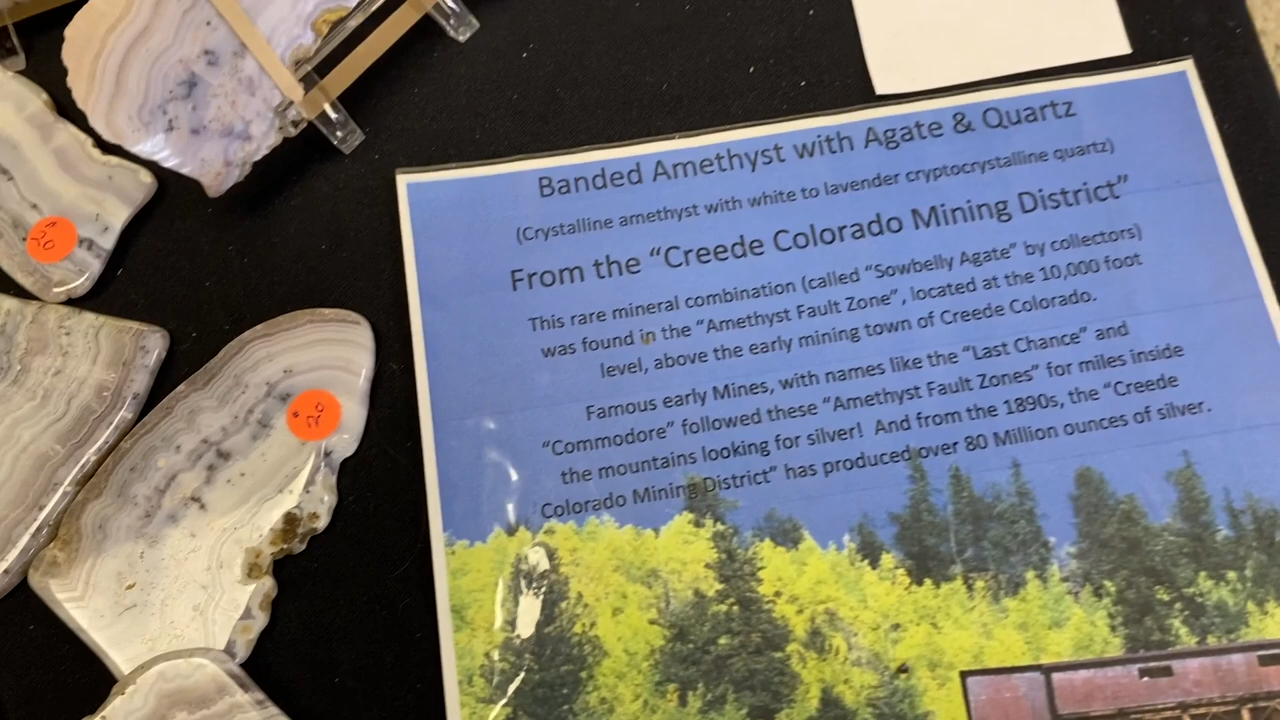 Banded Amethyst with Agate & Quartz
(Crystalline amethyst with white to lavender cryptocrystalline quartz)
From the “Creede Colorado Mining District”
This rare mineral combination (called “Sowbelly Agate” by collectors)
was found in the “Amethyst Fault Zone”, located at the 10,000 foot
level, above the early mining town of Creede Colorado.
Famous early Mines, with names like the “Last Chance” and
“Commodore” followed these “Amethyst Fault Zones” for miles inside
the mountains looking for silver! And from the 1890s, the “Creede
Colorado Mining District” has produced over 80 Million ounces of silver.
$20
$20